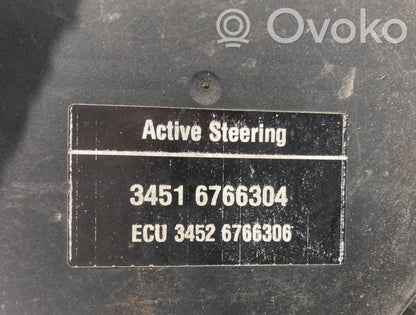 Ovoko
Active Steering
3451 6766304
ECU 3452 6766306